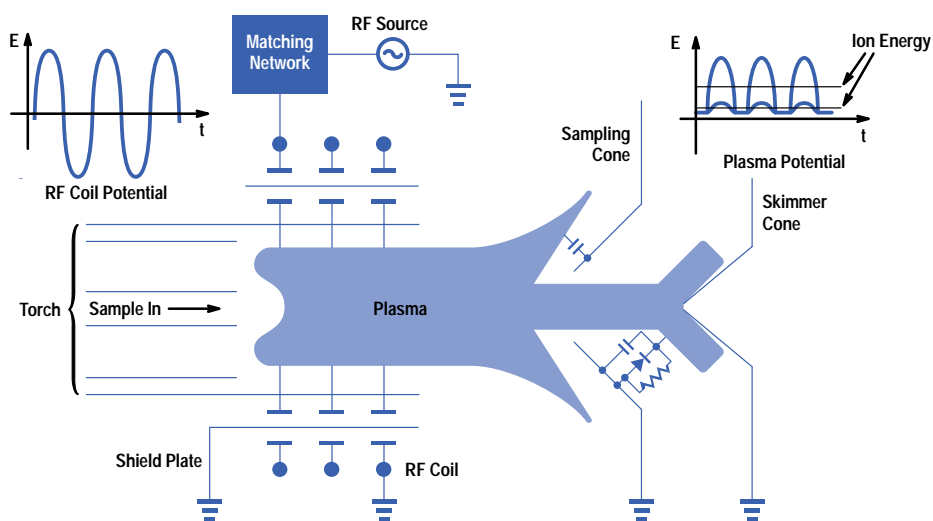 RF Source
E
Matching
Network
t
RF Coil Potential
E
Ion Energy
t
Plasma Potential
Sampling
Cone
Skimmer
Cone
Torch
Sample In
Plasma
Shield Plate
RF Coil